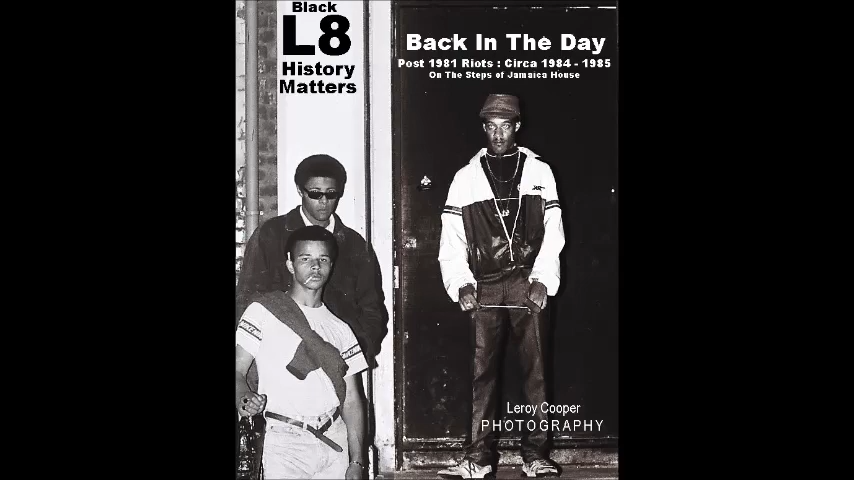 Black
L8
History
Matters
Back In The Day
Post 1981 Riots : Circa 1984 - 1985
On The Steps of Jamaica House
Leroy Cooper
PHOTOGRAPHY